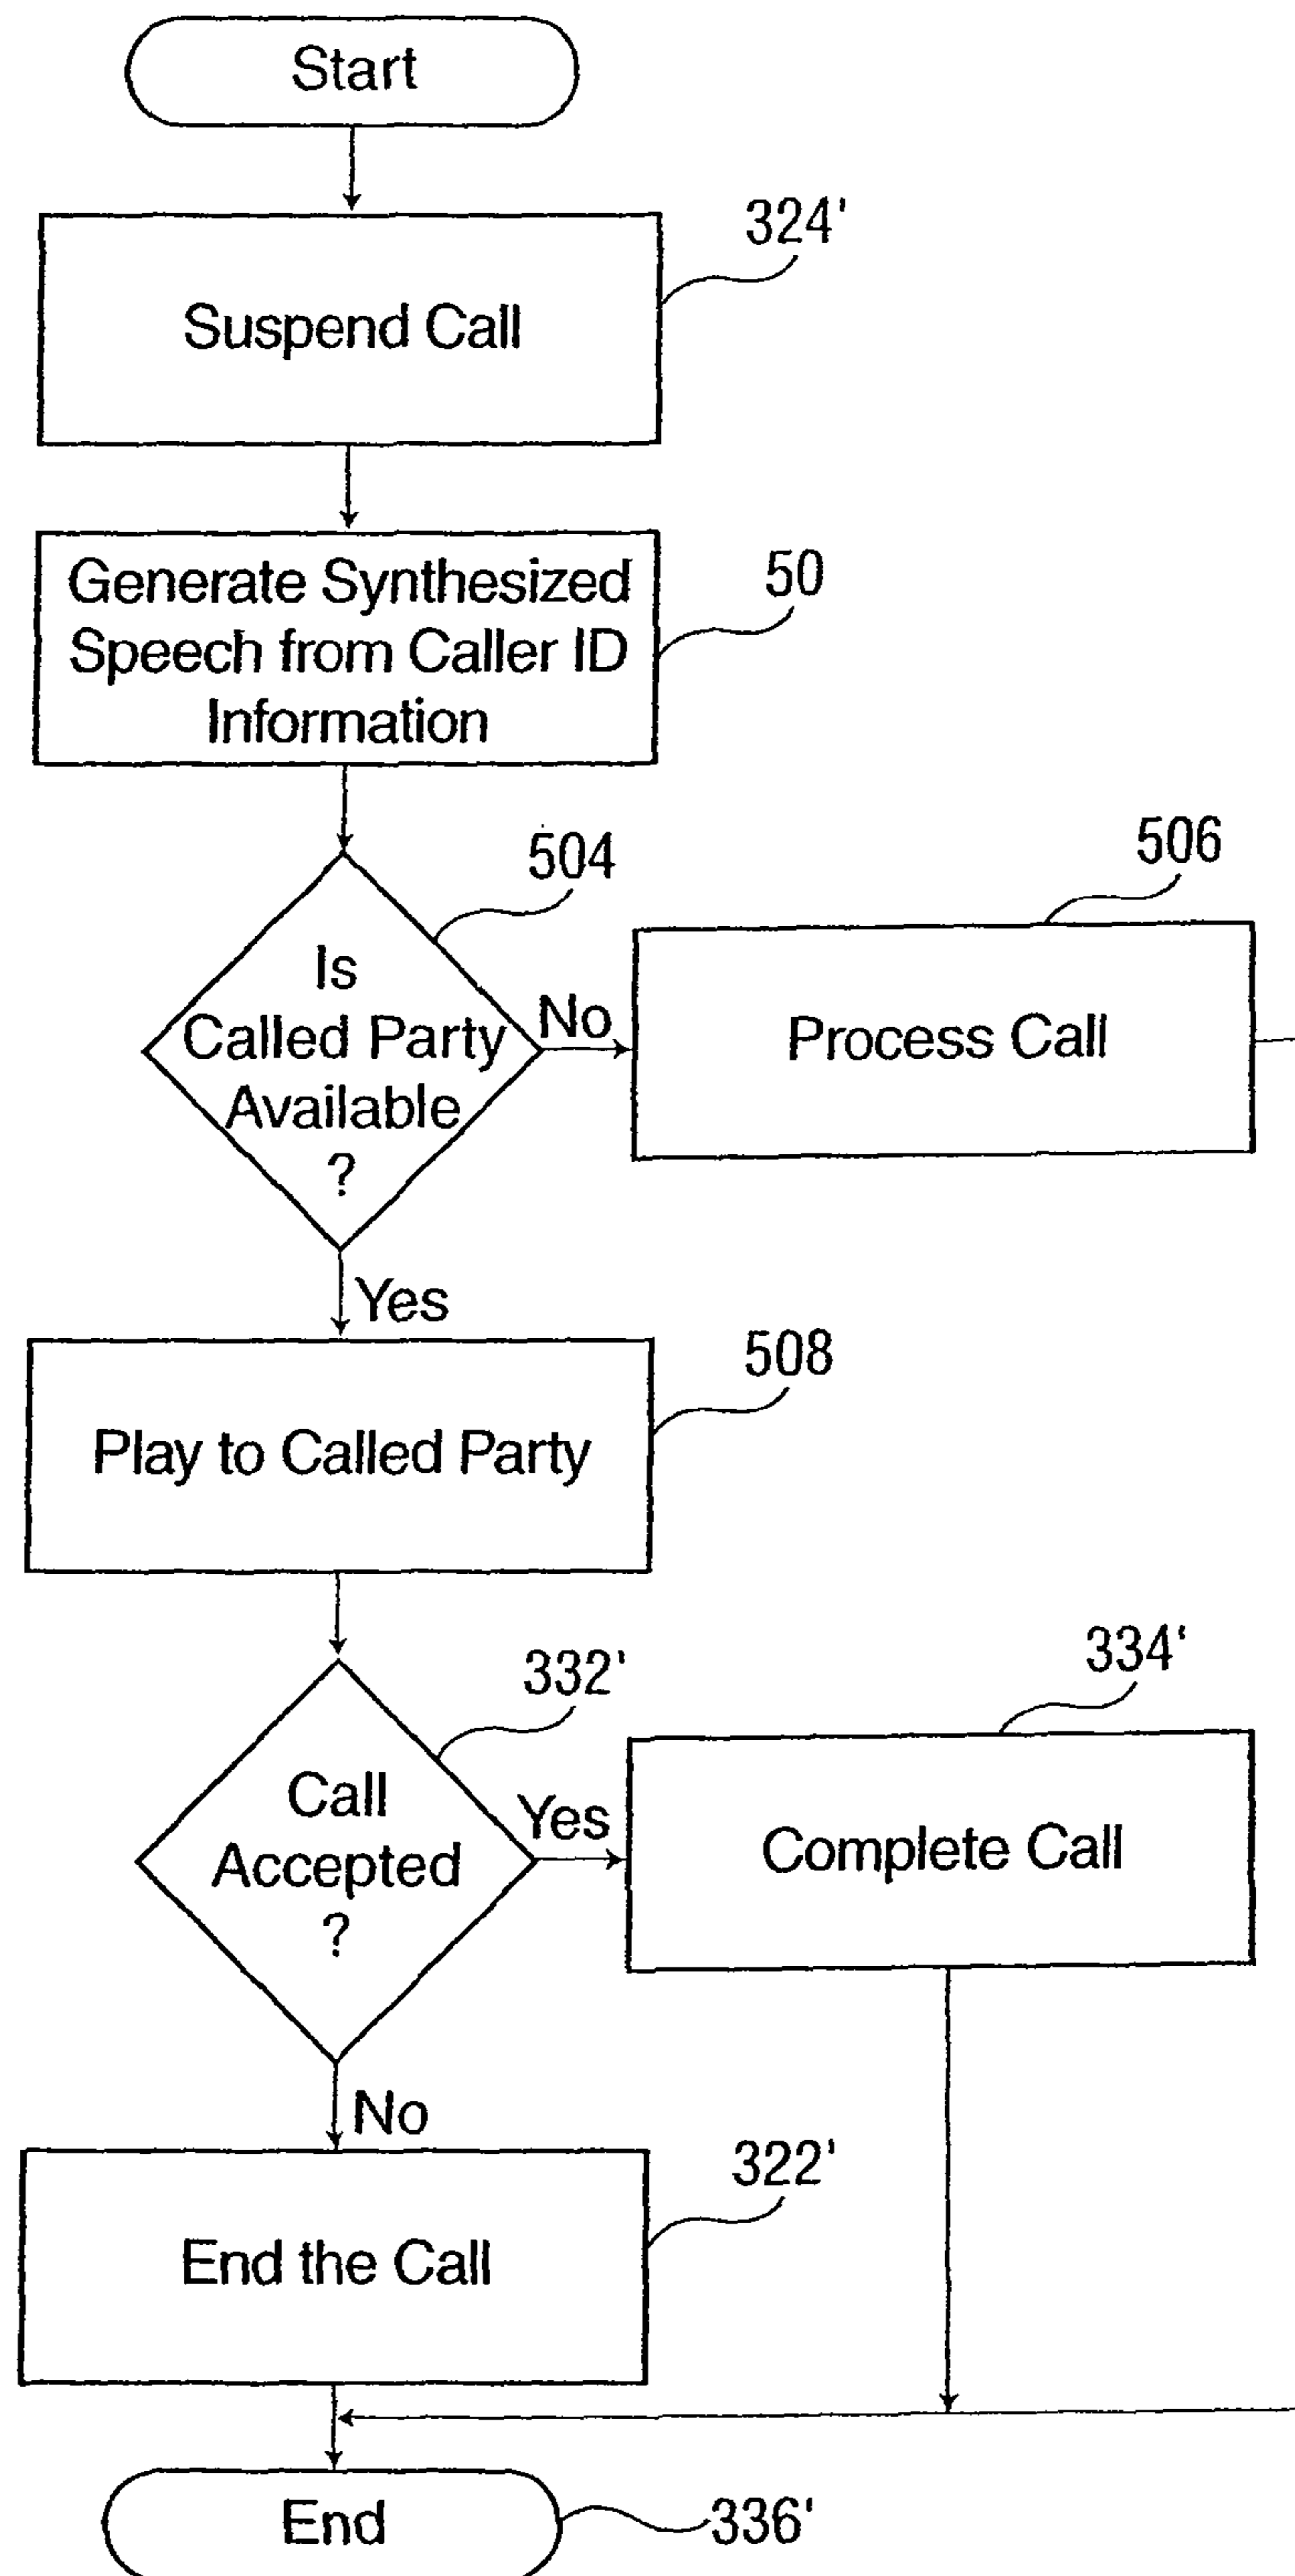 Start
324'
Suspend Call
50
Generate Synthesized
Speech from Caller ID
Information
504
506
Is
Called Party
Available
?
No
Process Call
Yes
508
Play to Called Party
332'
334'
Call
Accepted
?
Yes
Complete Call
No
322'
End the Call
End
336'